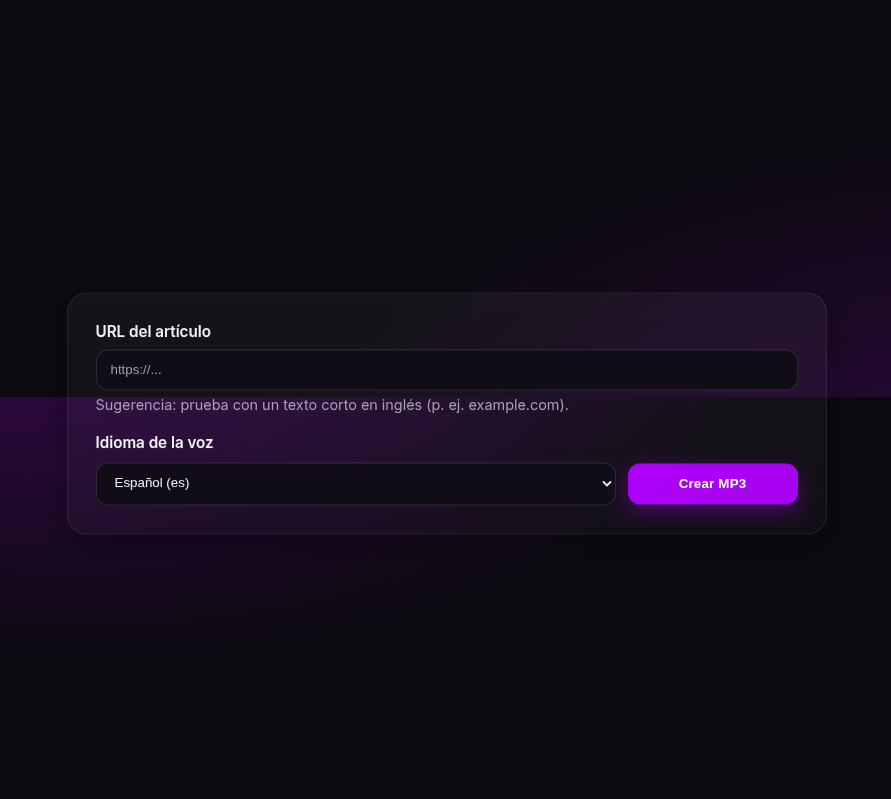 URL del artículo
https://...
Sugerencia: prueba con un texto corto en inglés (p. ej. example.com).
Idioma de la voz
Español (es)
Crear MP3